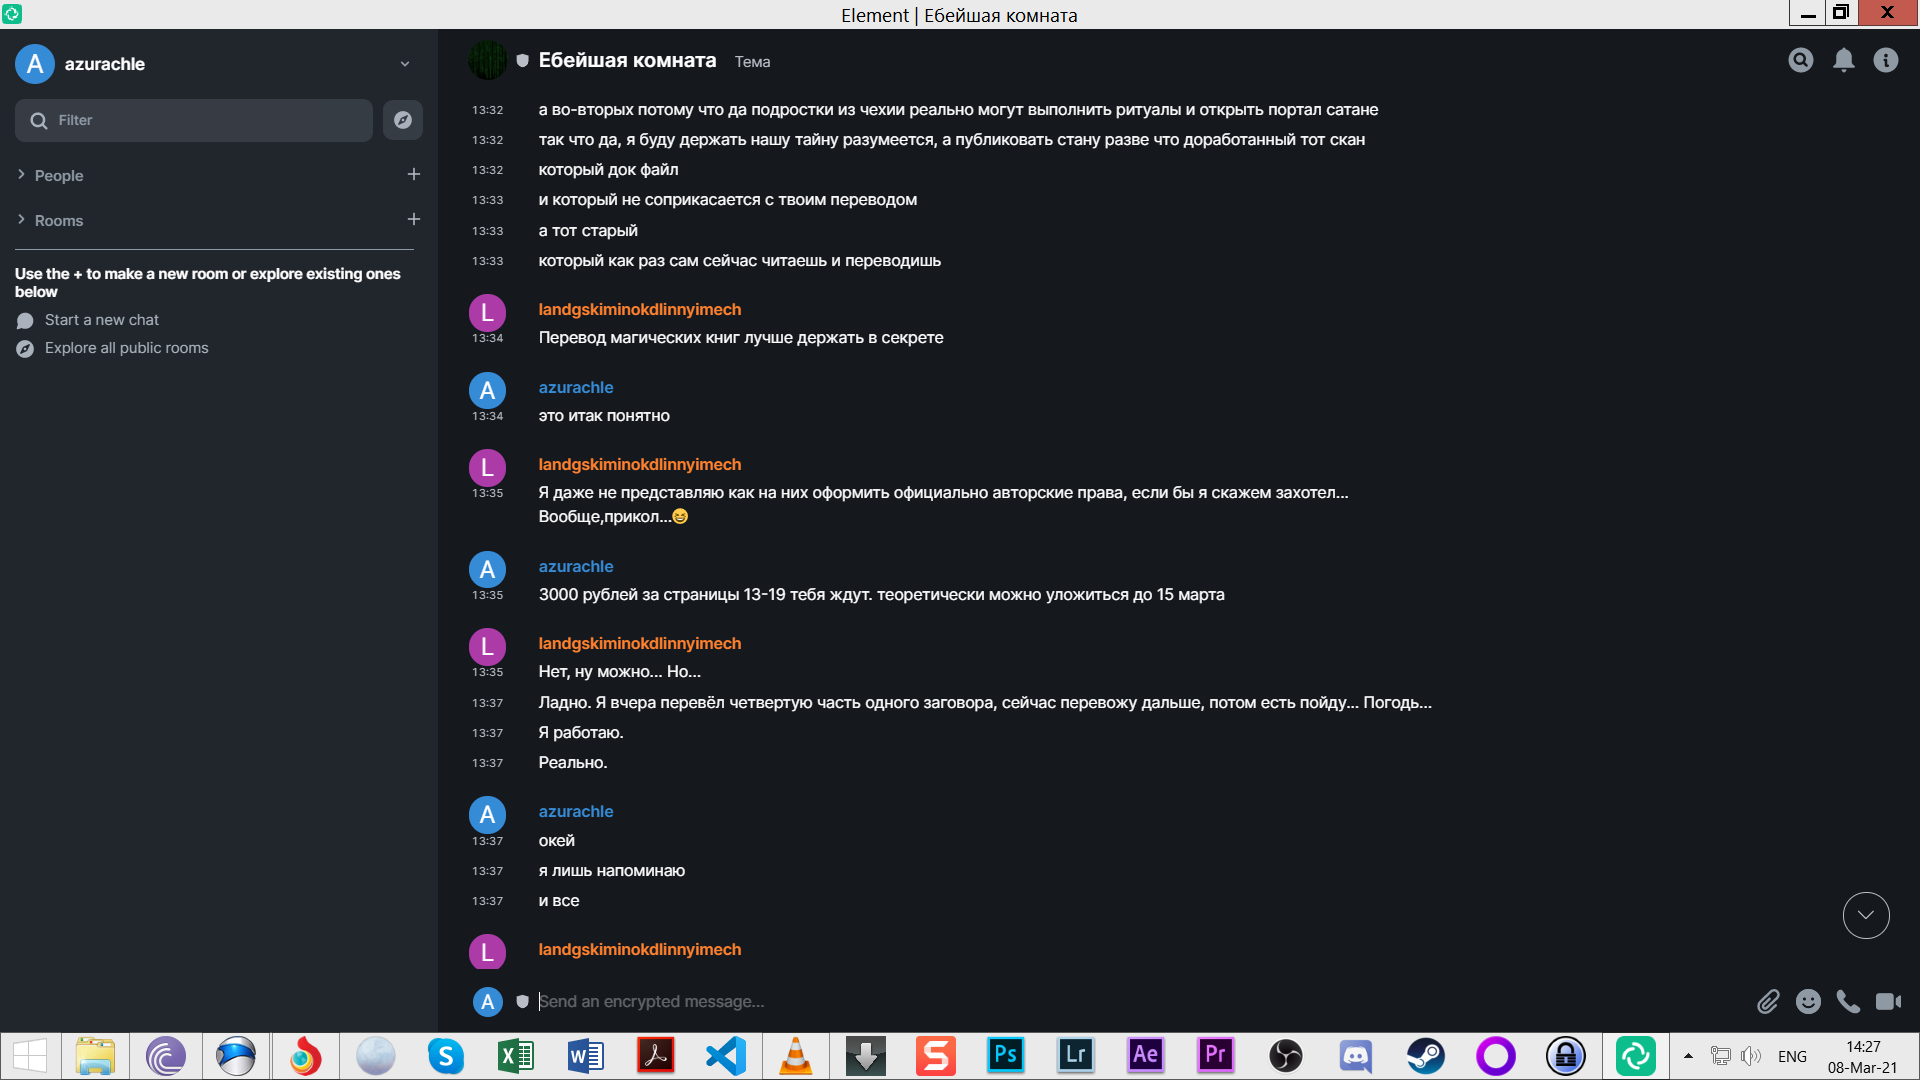 Element | Ебейшая комната
A azurachle
Filter
People
Rooms
Use the + to make a new room or explore existing ones
below
Start a new chat
Explore all public rooms
Ебейшая комната Тема
13:32 а во-вторых потому что да подростки из чехии реально могут выполнить ритуалы и открыть портал сатане
13:32 так что да, я буду держать нашу тайну разумеется, а публиковать стану разве что доработанный тот скан
13:32 который док файл
13:33 и который не соприкасается с твоим переводом
13:33 а тот старый
13:33 который как раз сам сейчас читаешь и переводишь
L landgskiminokdlinnyimech
13:34 Перевод магических книг лучше держать в секрете
A azurachle
13:34 это итак понятно
L landgskiminokdlinnyimech
13:35 Я даже не представляю как на них оформить официально авторские права, если бы я скажем захотел...
Вообще,прикол...😆
A azurachle
13:35 3000 рублей за страницы 13-19 тебя ждут. теоретически можно уложиться до 15 марта
L landgskiminokdlinnyimech
13:35 Нет, ну можно... Но...
13:37 Ладно. Я вчера перевёл четвертую часть одного заговора, сейчас перевожу дальше, потом есть пойду... Погодь...
13:37 Я работаю.
13:37 Реально.
A azurachle
13:37 окей
13:37 я лишь напоминаю
13:37 и все
L landgskiminokdlinnyimech
A Send an encrypted message...
S X W Ps Lr Ae Pr ENG 14:27
08-Mar-21